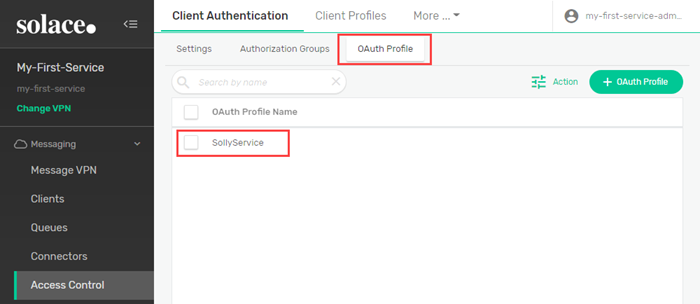 solace.
Client Authentication
Client Profiles
More ...
my-first-service-adm...
My-First-Service
my-first-service
Change VPN
Settings
Authorization Groups
OAuth Profile
Search by name
Action
+ OAuth Profile
OAuth Profile Name
SollyService
Messaging
Message VPN
Clients
Queues
Connectors
Access Control